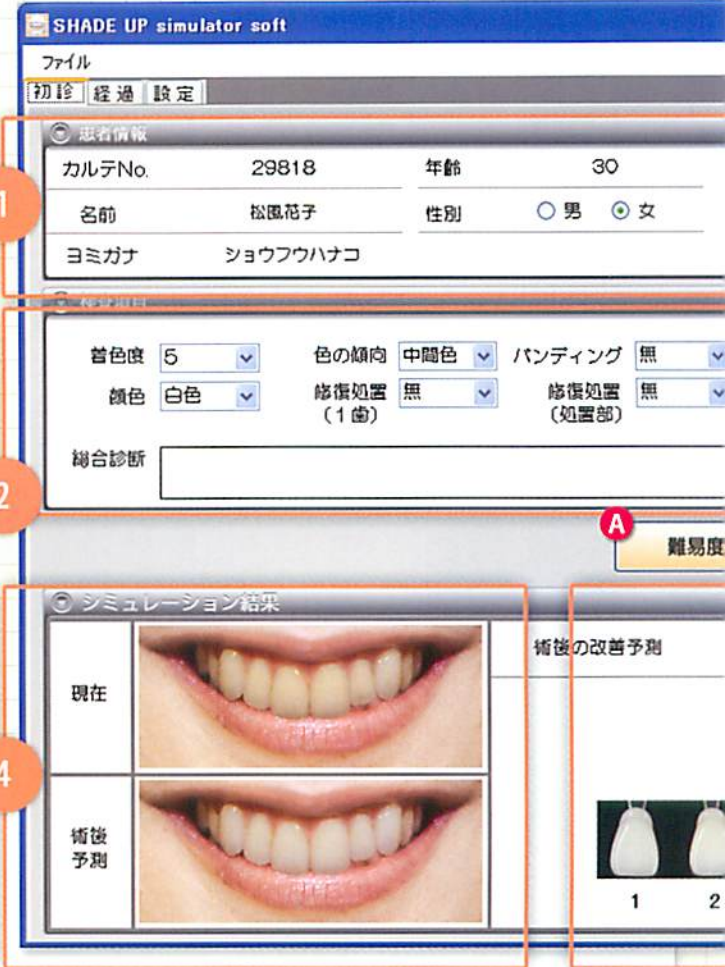 SHADE UP simulator soft
ファイル
初診 経過 設定
患者情報
1
カルテNo. 29818 年齢 30
名前 松風花子 性別 男 女
ヨミガナ ショウフウハナコ
検査項目
着色度 5 色の傾向 中間色 バンディング 無
顔色 白色 修復処置 無 修復処置 無
(1歯) (処置部)
総合診断
2
A
難易度
シミュレーション結果
術後の改善予測
現在
4
術後
予測
1 2